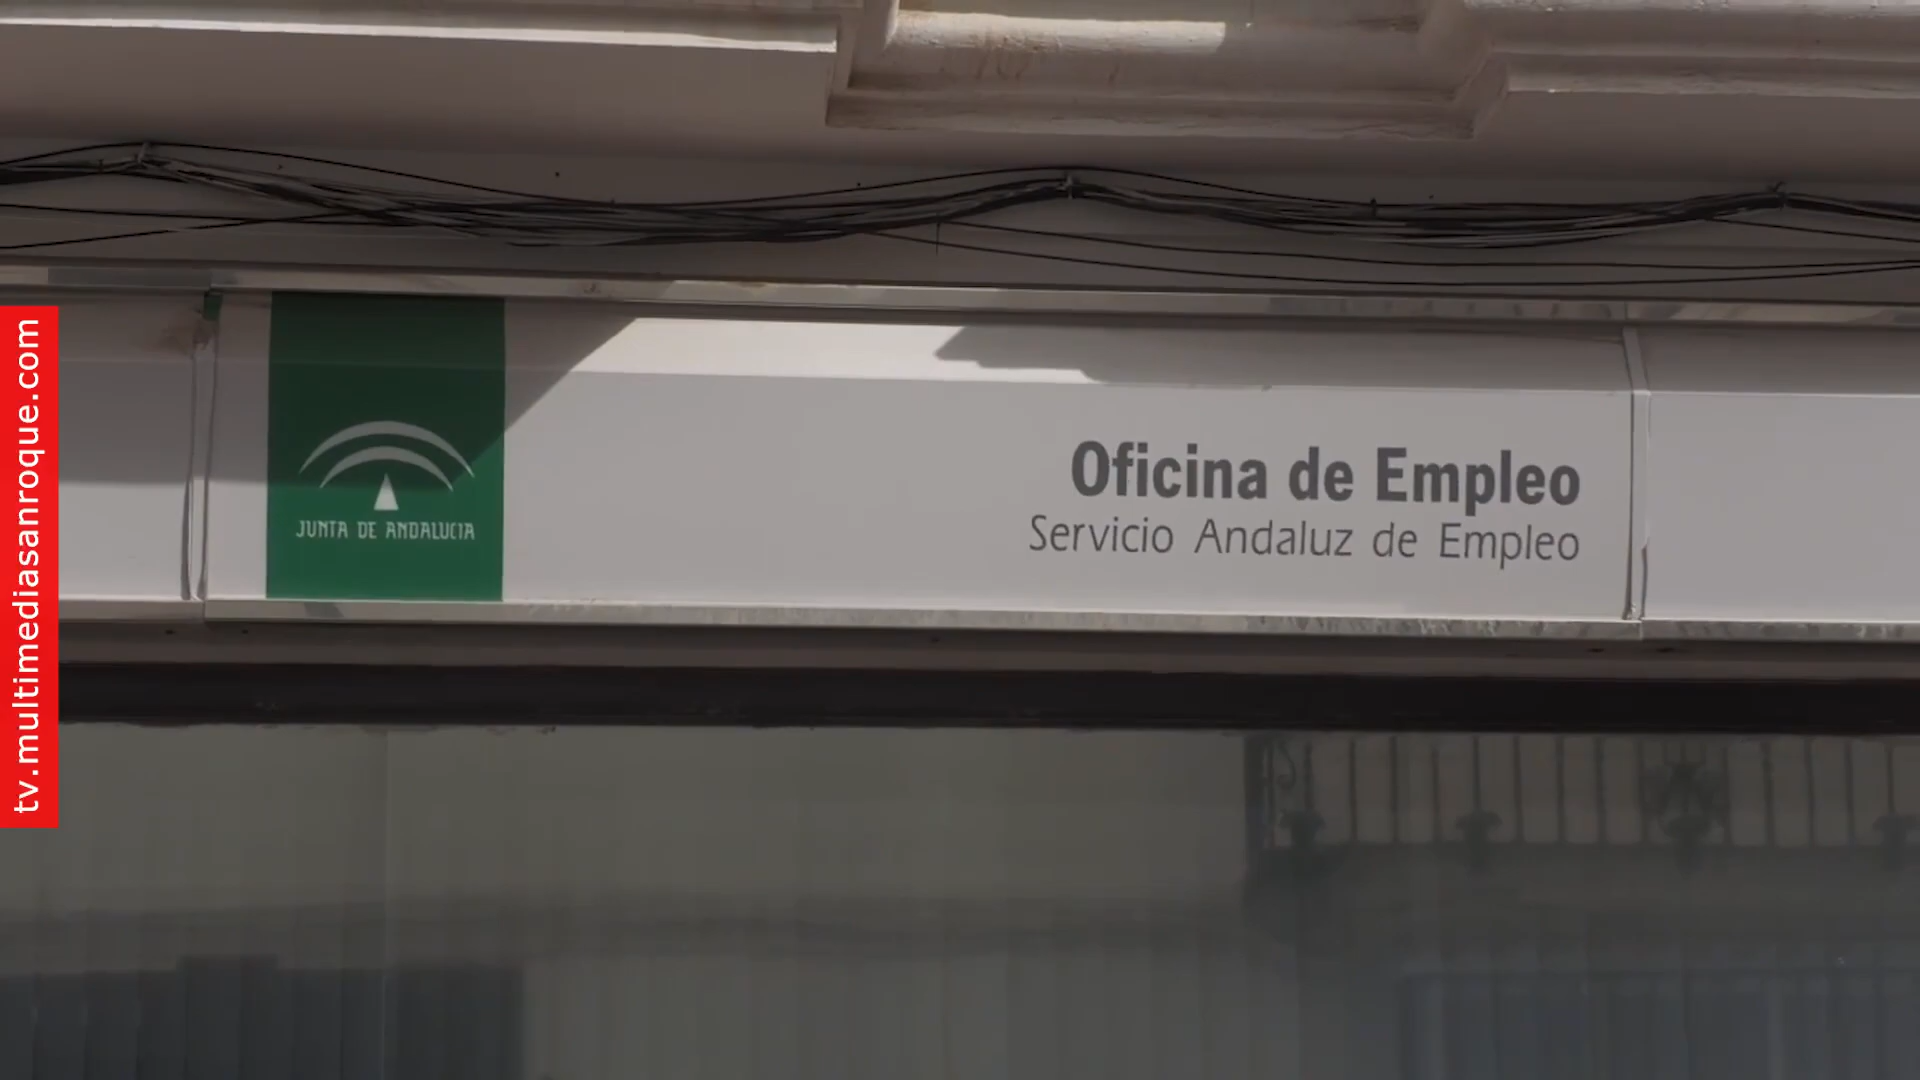 tv.multimediasanroque.com
JUNTA DE ANDALUCIA
Oficina de Empleo
Servicio Andaluz de Empleo